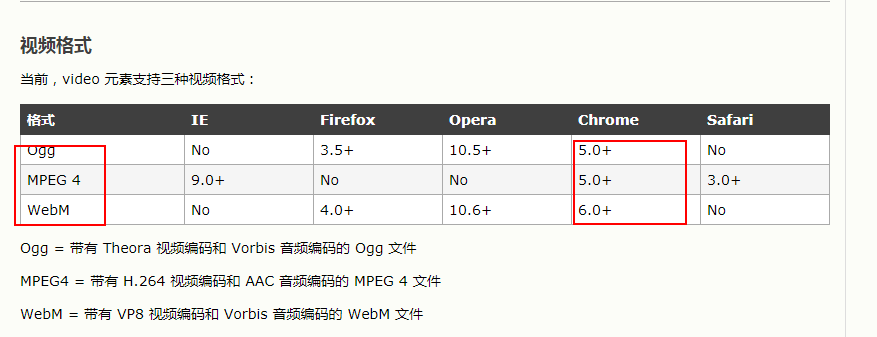 视频格式
当前，video 元素支持三种视频格式：
格式 IE Firefox Opera Chrome Safari
Ogg No 3.5+ 10.5+ 5.0+ No
MPEG 4 9.0+ No No 5.0+ 3.0+
WebM No 4.0+ 10.6+ 6.0+ No
Ogg = 带有 Theora 视频编码和 Vorbis 音频编码的 Ogg 文件
MPEG4 = 带有 H.264 视频编码和 AAC 音频编码的 MPEG 4 文件
WebM = 带有 VP8 视频编码和 Vorbis 音频编码的 WebM 文件